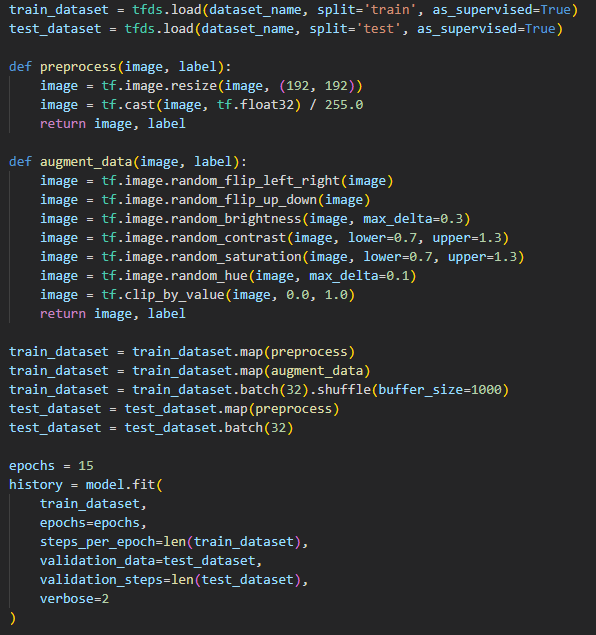 train_dataset = tfds.load(dataset_name, split='train', as_supervised=True)
test_dataset = tfds.load(dataset_name, split='test', as_supervised=True)

def preprocess(image, label):
    image = tf.image.resize(image, (192, 192))
    image = tf.cast(image, tf.float32) / 255.0
    return image, label

def augment_data(image, label):
    image = tf.image.random_flip_left_right(image)
    image = tf.image.random_flip_up_down(image)
    image = tf.image.random_brightness(image, max_delta=0.3)
    image = tf.image.random_contrast(image, lower=0.7, upper=1.3)
    image = tf.image.random_saturation(image, lower=0.7, upper=1.3)
    image = tf.image.random_hue(image, max_delta=0.1)
    image = tf.clip_by_value(image, 0.0, 1.0)
    return image, label

train_dataset = train_dataset.map(preprocess)
train_dataset = train_dataset.map(augment_data)
train_dataset = train_dataset.batch(32).shuffle(buffer_size=1000)
test_dataset = test_dataset.map(preprocess)
test_dataset = test_dataset.batch(32)

epochs = 15
history = model.fit(
    train_dataset,
    epochs=epochs,
    steps_per_epoch=len(train_dataset),
    validation_data=test_dataset,
    validation_steps=len(test_dataset),
    verbose=2
)